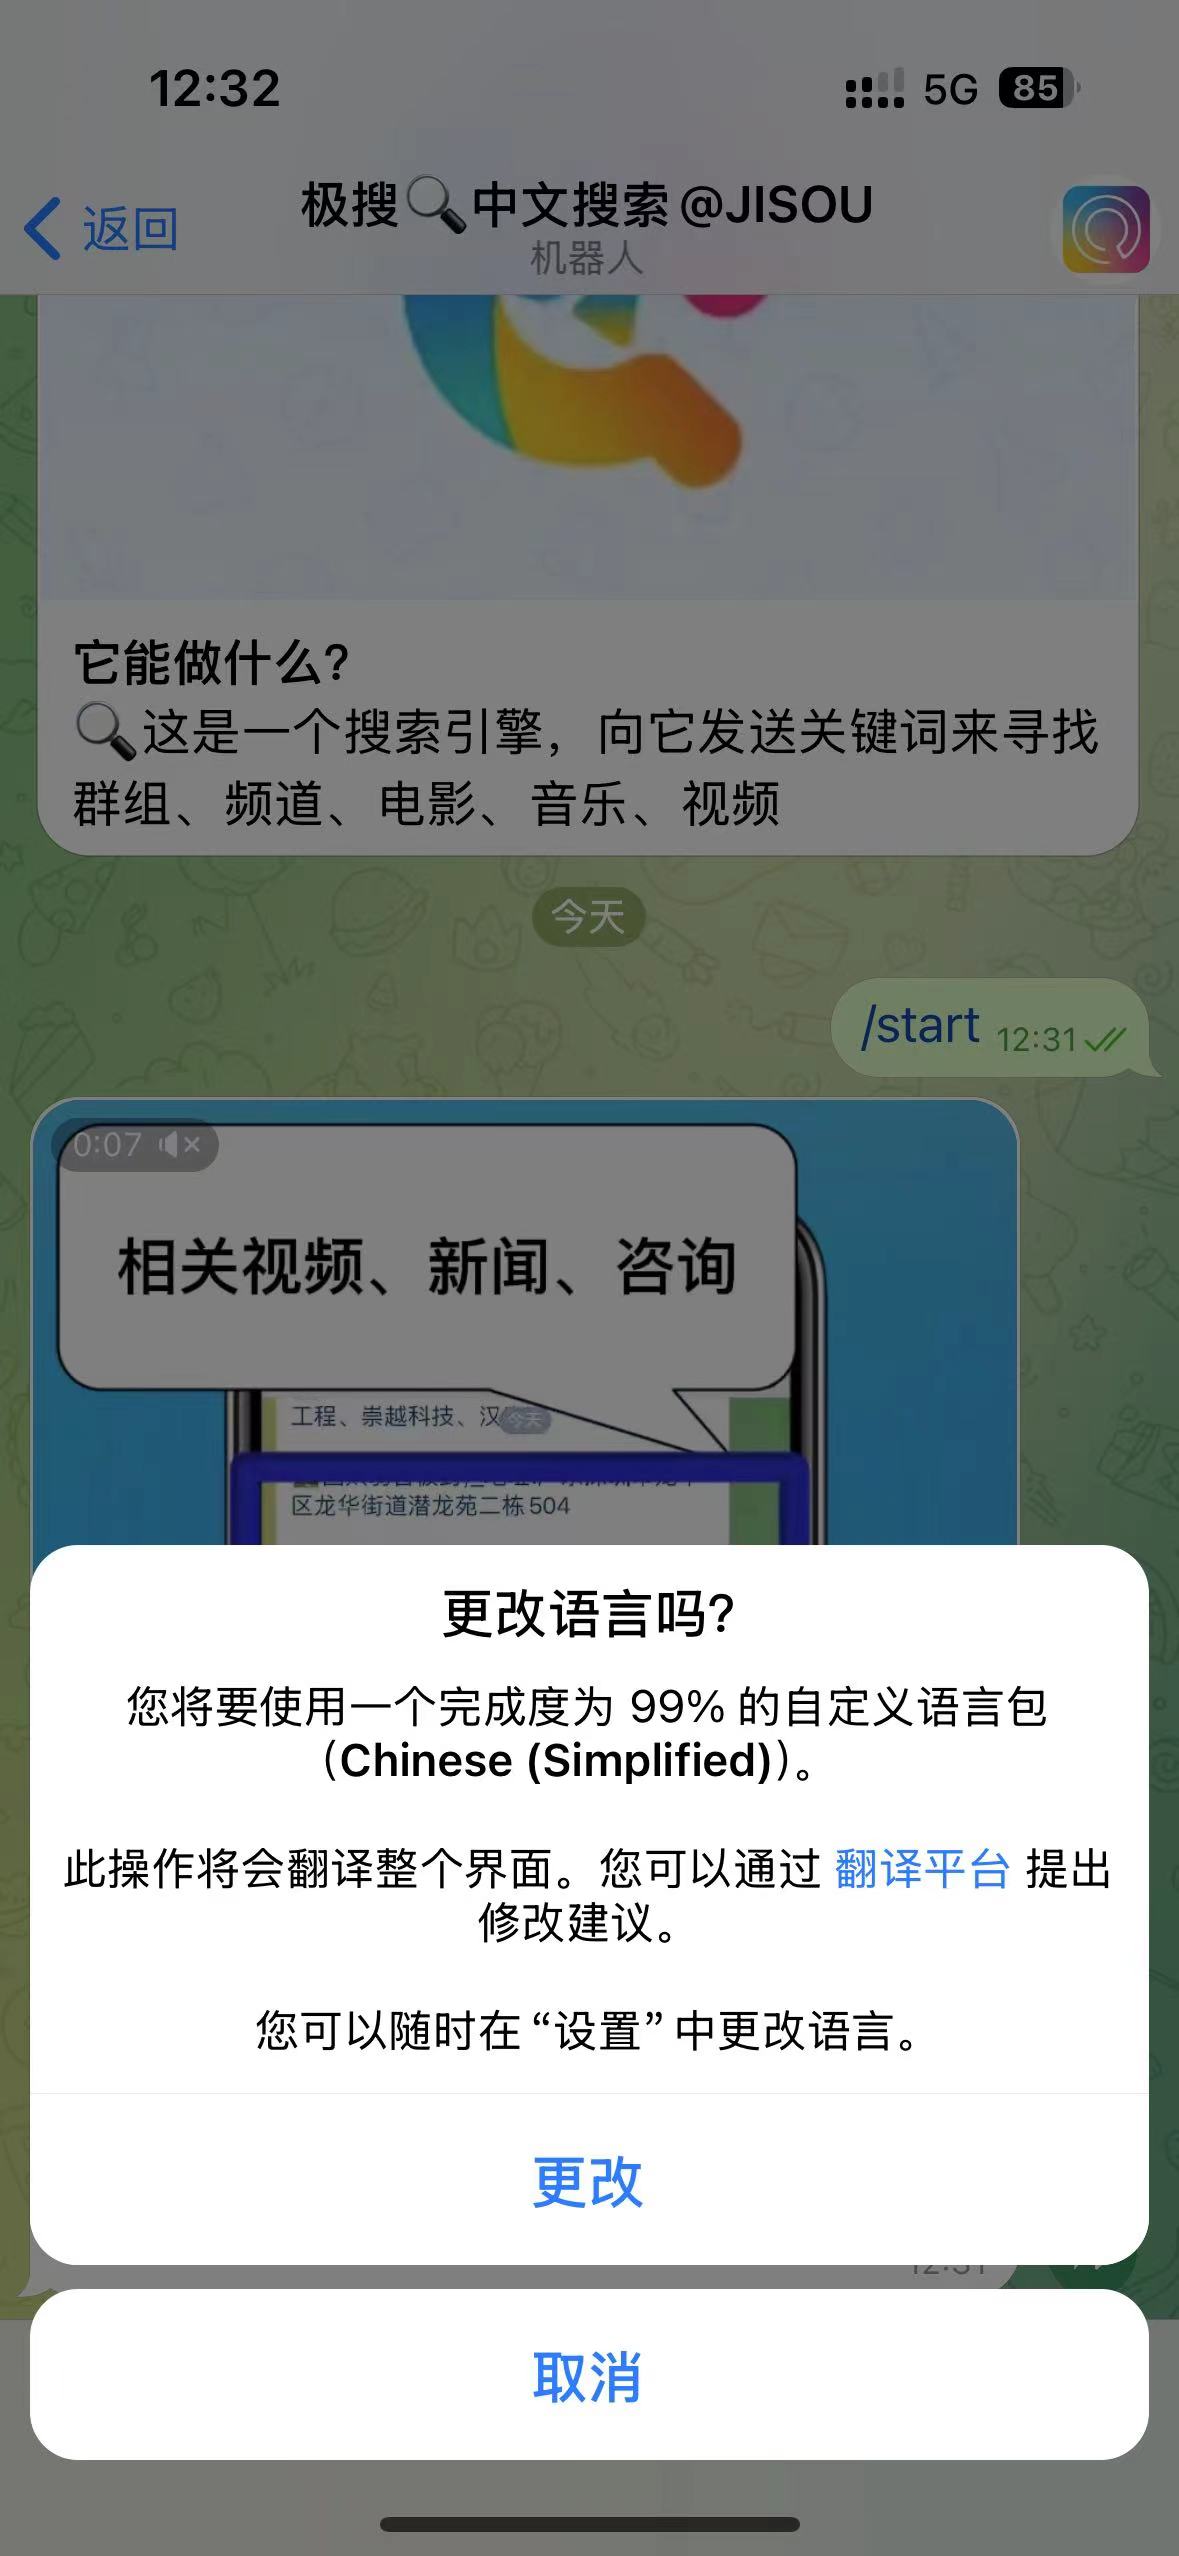 12:32
5G 85
返回
极搜🔍中文搜索 @JISOU
机器人
它能做什么？
🔍这是一个搜索引擎，向它发送关键词来寻找
群组、频道、电影、音乐、视频
今天
/start 12:31
0:07
相关视频、新闻、咨询
工程、崇越科技、汉
今天
区龙华街道潜龙苑二栋504
更改语言吗？
您将要使用一个完成度为 99% 的自定义语言包
（Chinese (Simplified)）。
此操作将会翻译整个界面。您可以通过 翻译平台 提出
修改建议。
您可以随时在“设置”中更改语言。
更改
取消